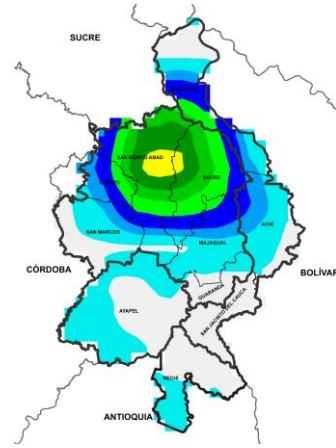 SUCRE
SAN BENITO ABAD
SUCRE
SAN MARCOS
MAJAGUAL
ACHÍ
CÓRDOBA
BOLÍVAR
GUARANDA
SAN JACINTO DEL CAUCA
AYAPEL
NECHÍ
ANTIOQUIA